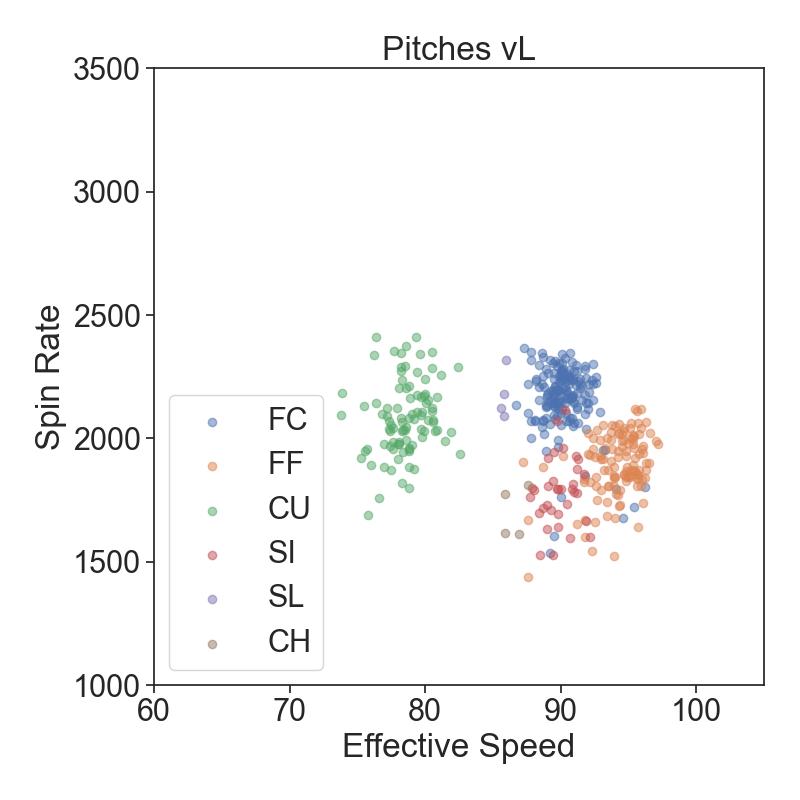 Pitches vL
3500
3000
2500
2000
1500
1000
Spin Rate
FC
FF
CU
SI
SL
CH
60 70 80 90 100
Effective Speed